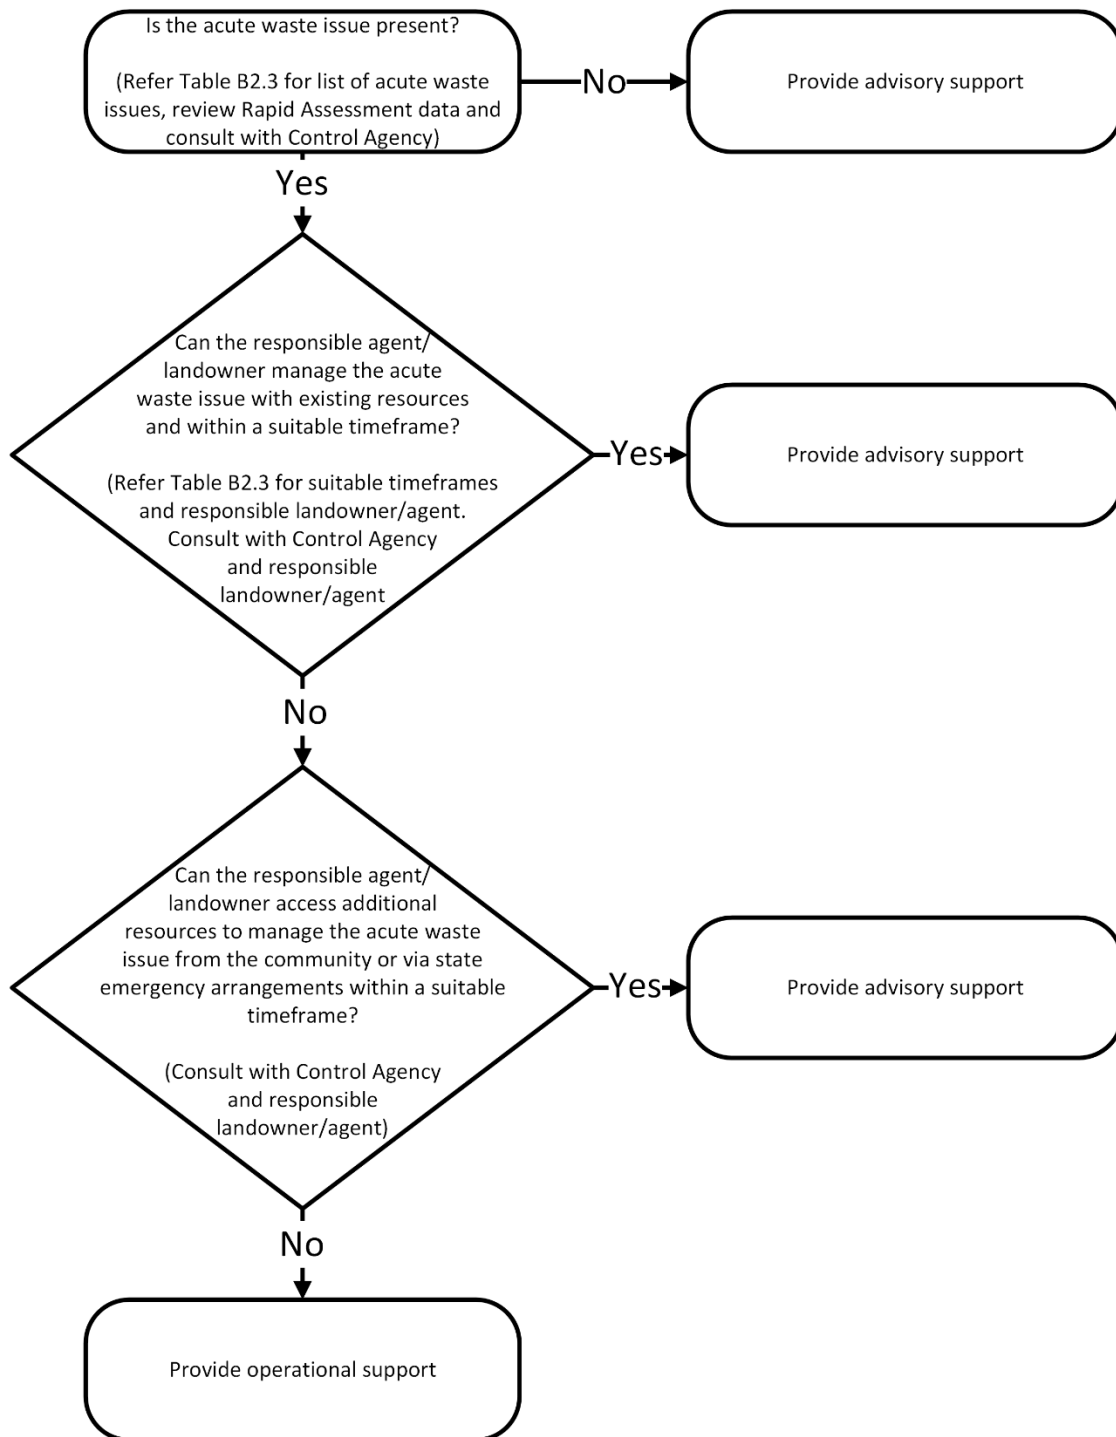 Is the acute waste issue present?
(Refer Table B2.3 for list of acute waste
issues, review Rapid Assessment data and
consult with Control Agency)
No
Provide advisory support
Yes
Can the responsible agent/
landowner manage the acute
waste issue with existing resources
and within a suitable timeframe?
(Refer Table B2.3 for suitable timeframes
and responsible landowner/agent.
Consult with Control Agency
and responsible
landowner/agent
Yes
Provide advisory support
No
Can the responsible agent/
landowner access additional
resources to manage the acute waste
issue from the community or via state
emergency arrangements within a suitable
timeframe?
(Consult with Control Agency
and responsible
landowner/agent)
Yes
Provide advisory support
No
Provide operational support